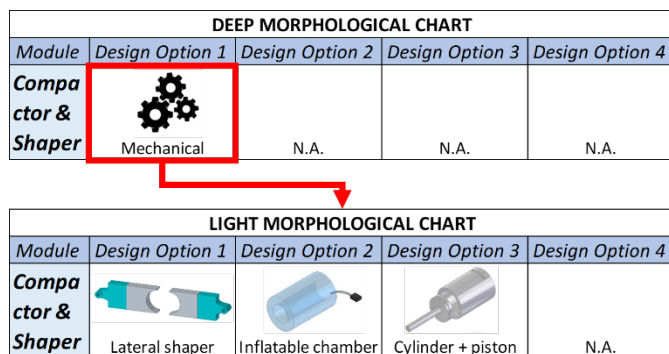 DEEP MORPHOLOGICAL CHART
Module Design Option 1 Design Option 2 Design Option 3 Design Option 4
Compa
ctor &
Shaper Mechanical N.A. N.A. N.A.
LIGHT MORPHOLOGICAL CHART
Module Design Option 1 Design Option 2 Design Option 3 Design Option 4
Compa
ctor &
Shaper Lateral shaper Inflatable chamber Cylinder + piston N.A.